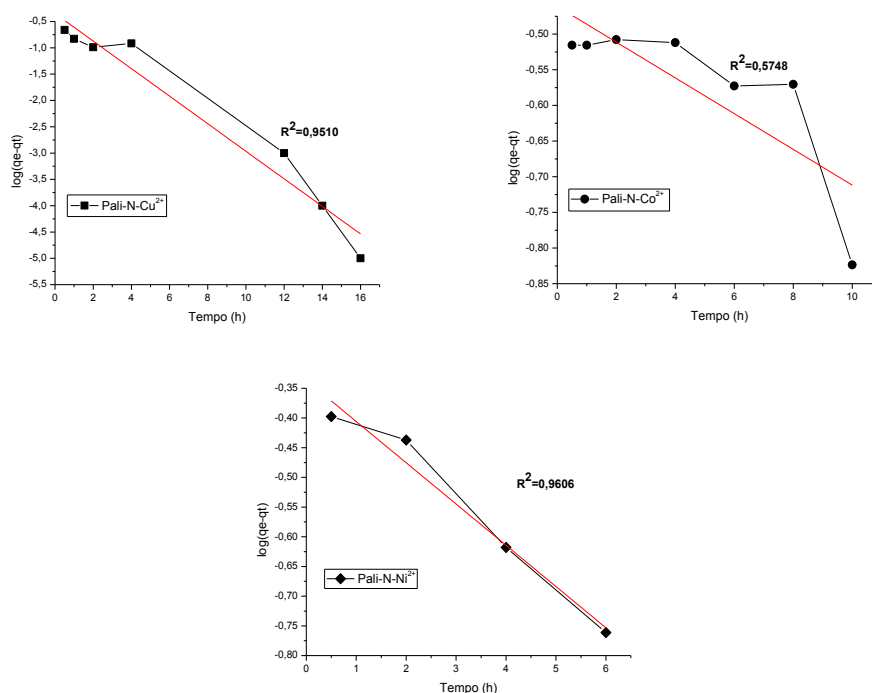 -0,5
-1,0
-1,5
-2,0
-2,5
-3,0
-3,5
-4,0
-4,5
-5,0
-5,5
log(qe-qt)
R²=0,9510
Pali-N-Cu²⁺
0 2 4 6 8 10 12 14 16
Tempo (h)
-0,50
-0,55
-0,60
-0,65
-0,70
-0,75
-0,80
-0,85
log(qe-qt)
R²=0,5748
Pali-N-Co²⁺
0 2 4 6 8 10
Tempo (h)
-0,35
-0,40
-0,45
-0,50
-0,55
-0,60
-0,65
-0,70
-0,75
-0,80
log(qe-qt)
R²=0,9606
Pali-N-Ni²⁺
0 1 2 3 4 5 6
Tempo (h)